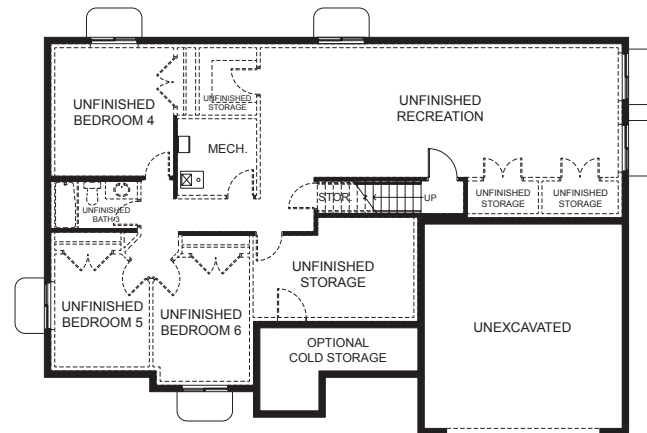 UNFINISHED
BEDROOM 4
UNFINISHED
STORAGE
MECH.
UNFINISHED
RECREATION
UNFINISHED
BATH 3
STOR.
UP
UNFINISHED
STORAGE
UNFINISHED
STORAGE
UNFINISHED
BEDROOM 5
UNFINISHED
BEDROOM 6
UNFINISHED
STORAGE
OPTIONAL
COLD STORAGE
UNEXCAVATED